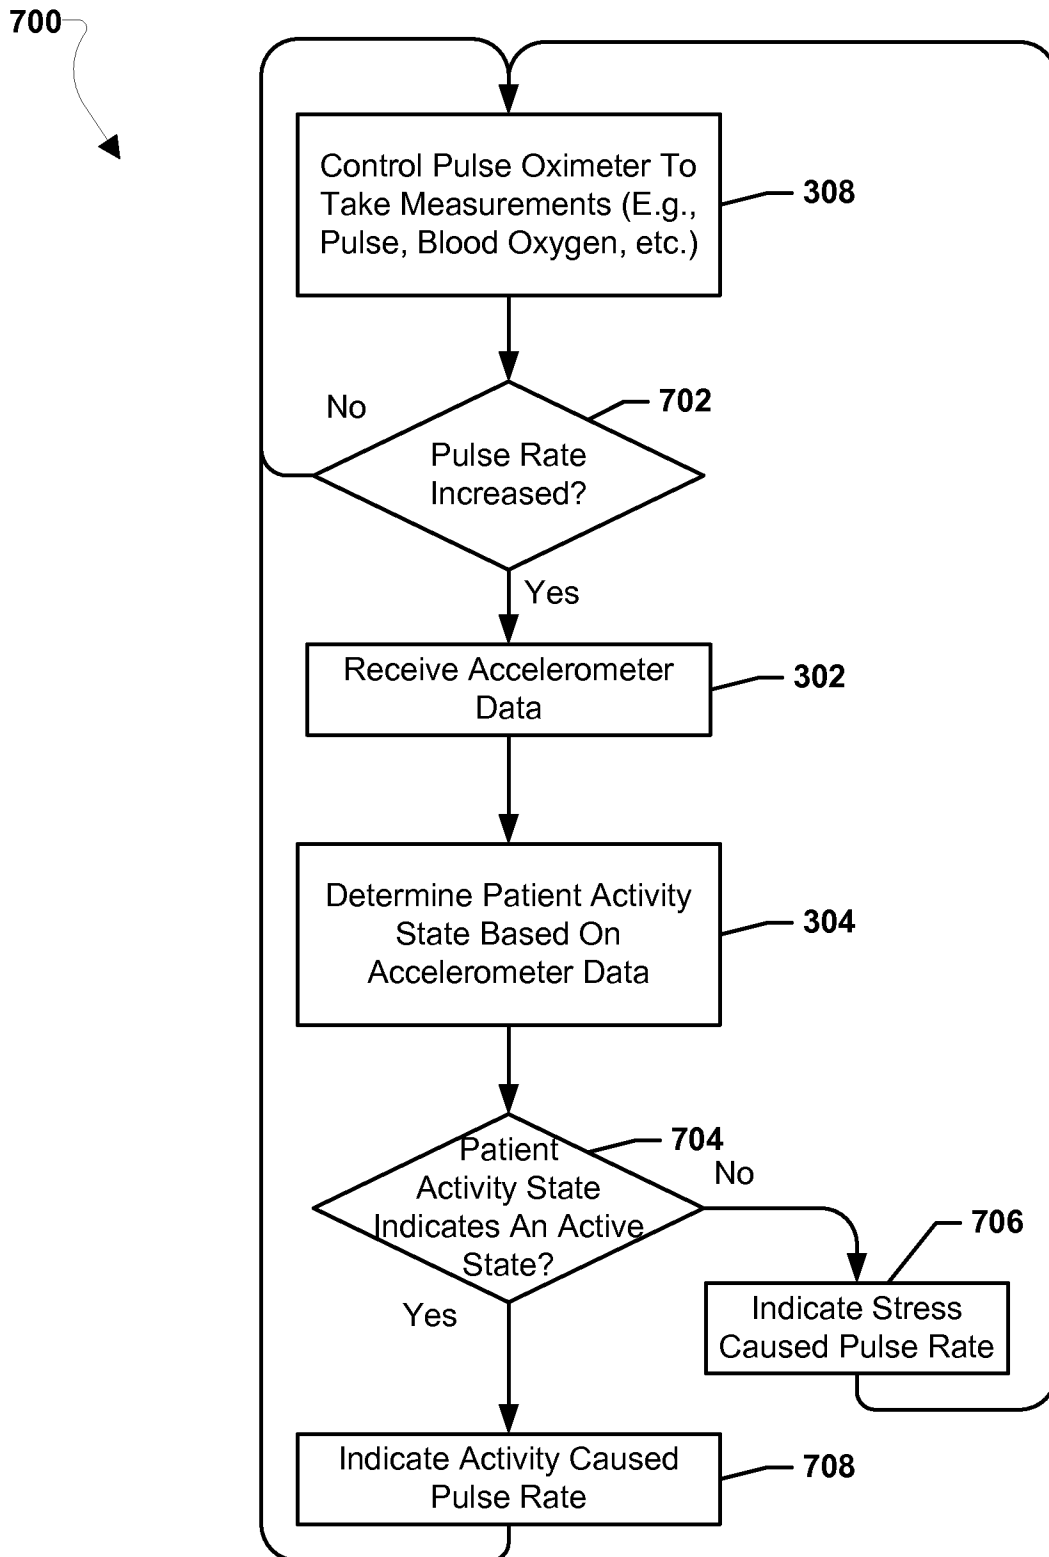 700
Control Pulse Oximeter To
Take Measurements (E.g.,
Pulse, Blood Oxygen, etc.)
308
No
702
Pulse Rate
Increased?
Yes
Receive Accelerometer
Data
302
Determine Patient Activity
State Based On
Accelerometer Data
304
704
Patient
Activity State
Indicates An Active
State?
No
706
Indicate Stress
Caused Pulse Rate
Yes
Indicate Activity Caused
Pulse Rate
708